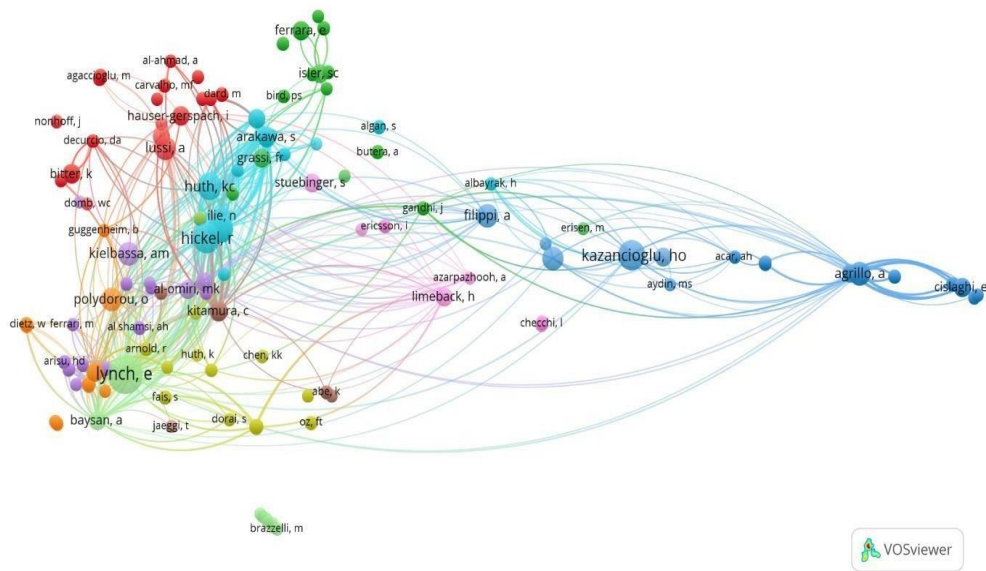 ferrara, e
al-ahmad, a
isler, sc
agaccioglu, m
carvalho, mf
dard, m
bird, ps
nonhoff, j
hauser-gerspach, i
arakawa, s
algan, s
decurcio, da
lussi, a
grassi, fr
butera, a
bitter, k
huth, kc
stuebinger, s
albayrak, h
domb, wc
ilie, n
gandhi, j
filippi, a
guggenheim, b
hickel, r
ericsson, i
erisen, m
kielbassa, am
kazancioglu, ho
acar, ah
azarpazhooh, a
agrillo, a
al-omiri, mk
aydin, ms
cislaghi, e
polydorou, o
kitamura, c
limeback, h
dietz, w
ferrari, m
al shamsi, ah
checchi, l
arnold, r
huth, k
chen, kk
arisu, hd
lynch, e
fais, s
abe, k
baysan, a
jaeggi, t
dorai, s
oz, ft
brazzelli, m
VOSviewer